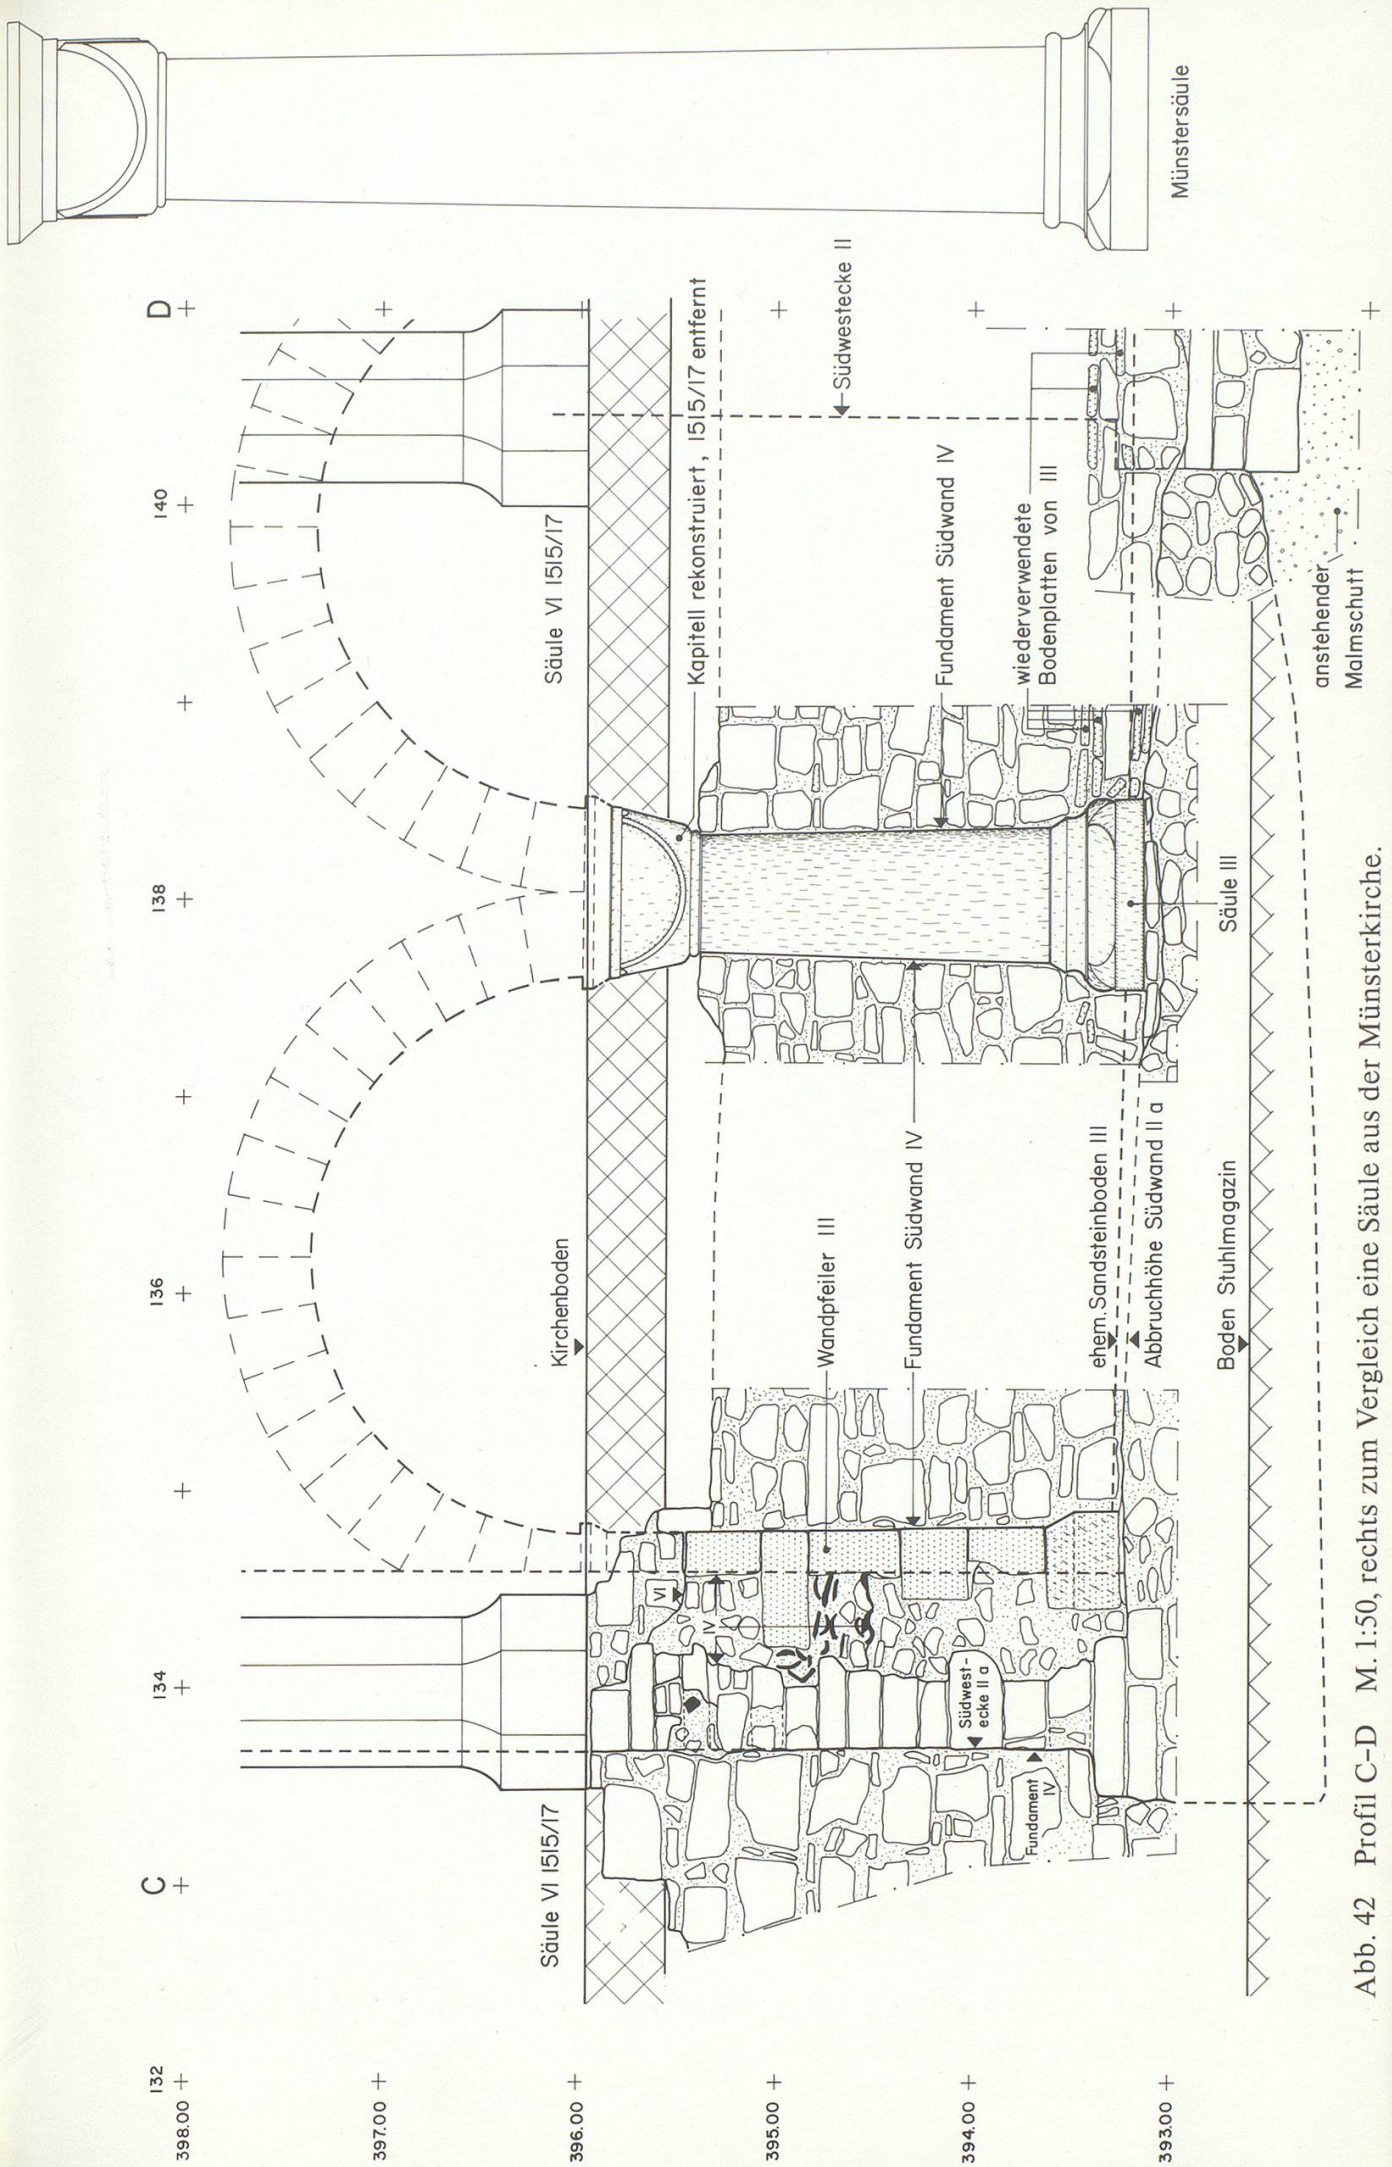 C
D
132
134
136
138
140
398.00
397.00
396.00
395.00
394.00
393.00
Säule VI 1515/17
Kirchenboden
Säule VI 1515/17
Kapitell rekonstruiert, 1515/17 entfernt
Südwestecke II
Münstersäule
VI
IV
Wandpfeiler III
Fundament Südwand IV
Fundament Südwand IV
Südwest-
ecke II a
Fundament
IV
wiederverwendete
Bodenplatten von III
ehem. Sandsteinboden III
Abbruchhöhe Südwand II a
Säule III
Boden Stuhlmagazin
anstehender
Malmschutt
Abb. 42 Profil C–D M. 1:50, rechts zum Vergleich eine Säule aus der Münsterkirche.